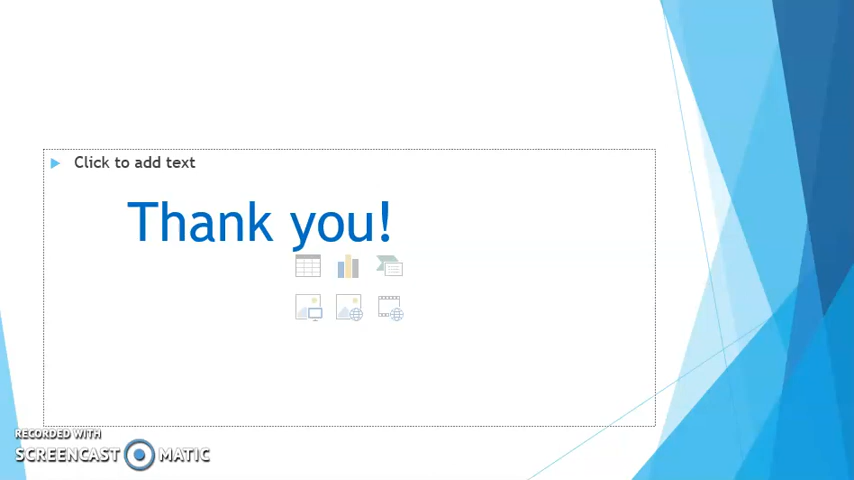 Click to add text
Thank you!
RECORDED WITH
SCREENCAST MATIC